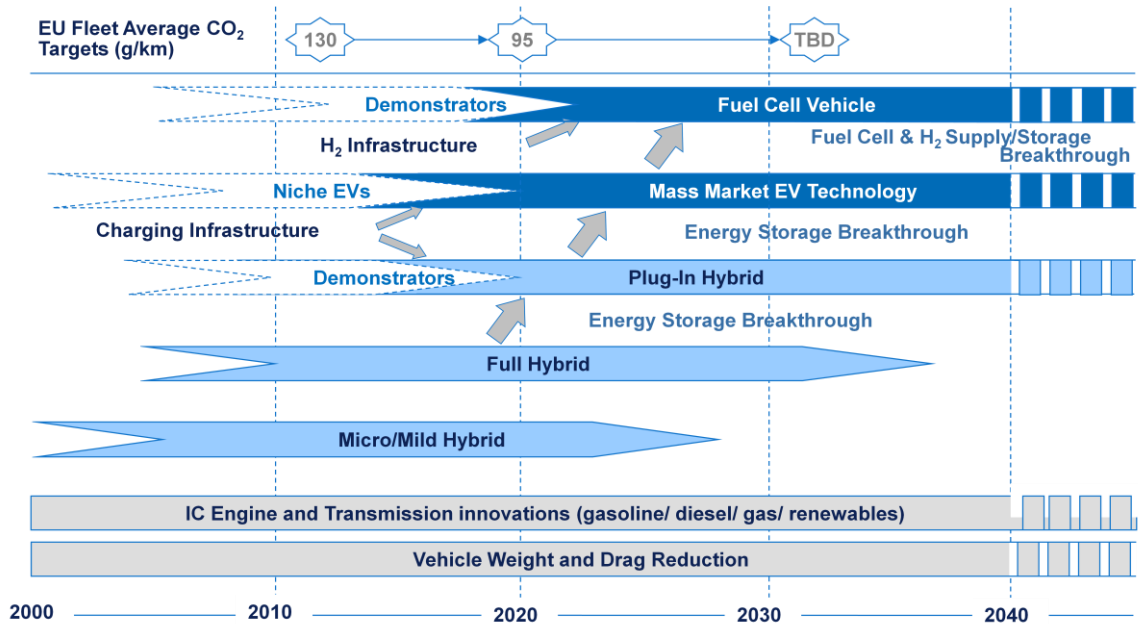 EU Fleet Average CO₂
Targets (g/km)
130
95
TBD
Demonstrators
Fuel Cell Vehicle
H₂ Infrastructure
Fuel Cell & H₂ Supply/Storage
Breakthrough
Niche EVs
Mass Market EV Technology
Charging Infrastructure
Energy Storage Breakthrough
Demonstrators
Plug-In Hybrid
Energy Storage Breakthrough
Full Hybrid
Micro/Mild Hybrid
IC Engine and Transmission innovations (gasoline/ diesel/ gas/ renewables)
Vehicle Weight and Drag Reduction
2000
2010
2020
2030
2040